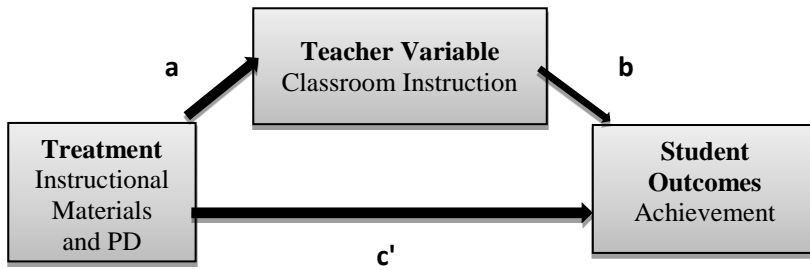 Teacher Variable
Classroom Instruction
a
b
Treatment
Instructional
Materials
and PD
Student
Outcomes
Achievement
c'